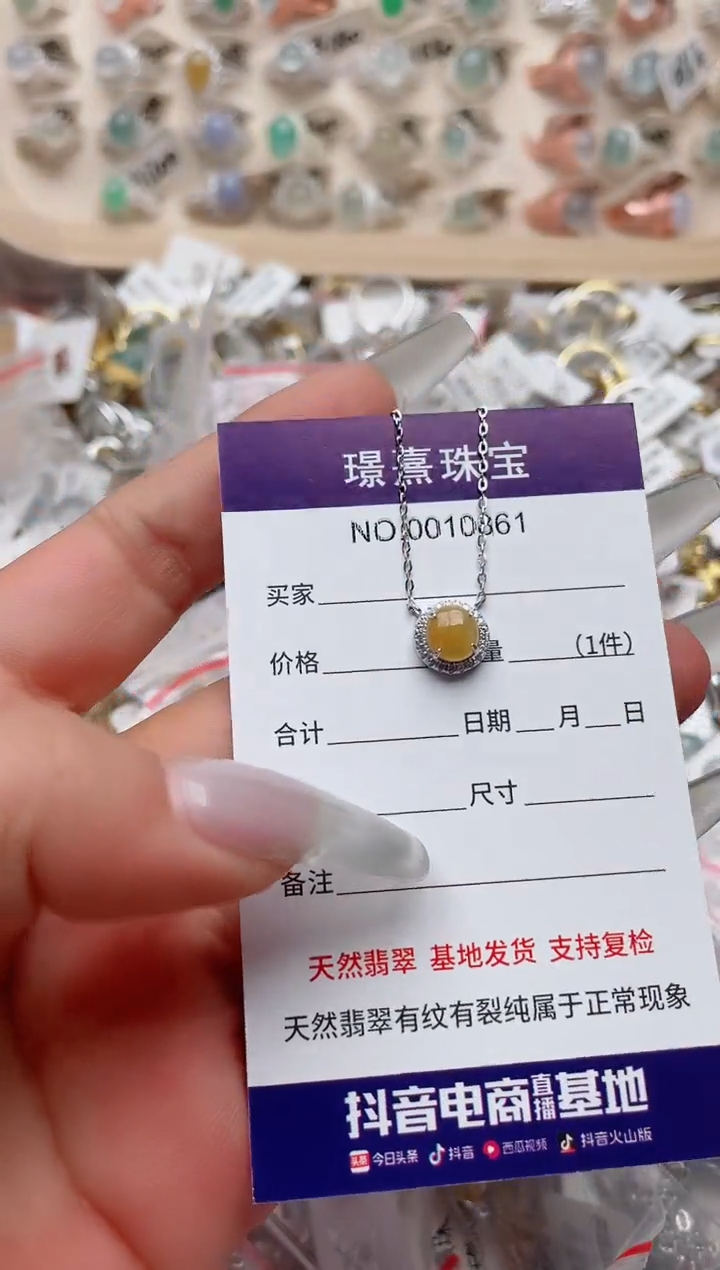 璟熹珠宝
NO.0010861
买家
价格 量 (1件)
合计 日期 月 日
尺寸
备注
天然翡翠 基地发货 支持复检
天然翡翠有纹有裂纯属于正常现象
抖音电商直播基地
头条 今日头条 抖音 西瓜视频 抖音火山版